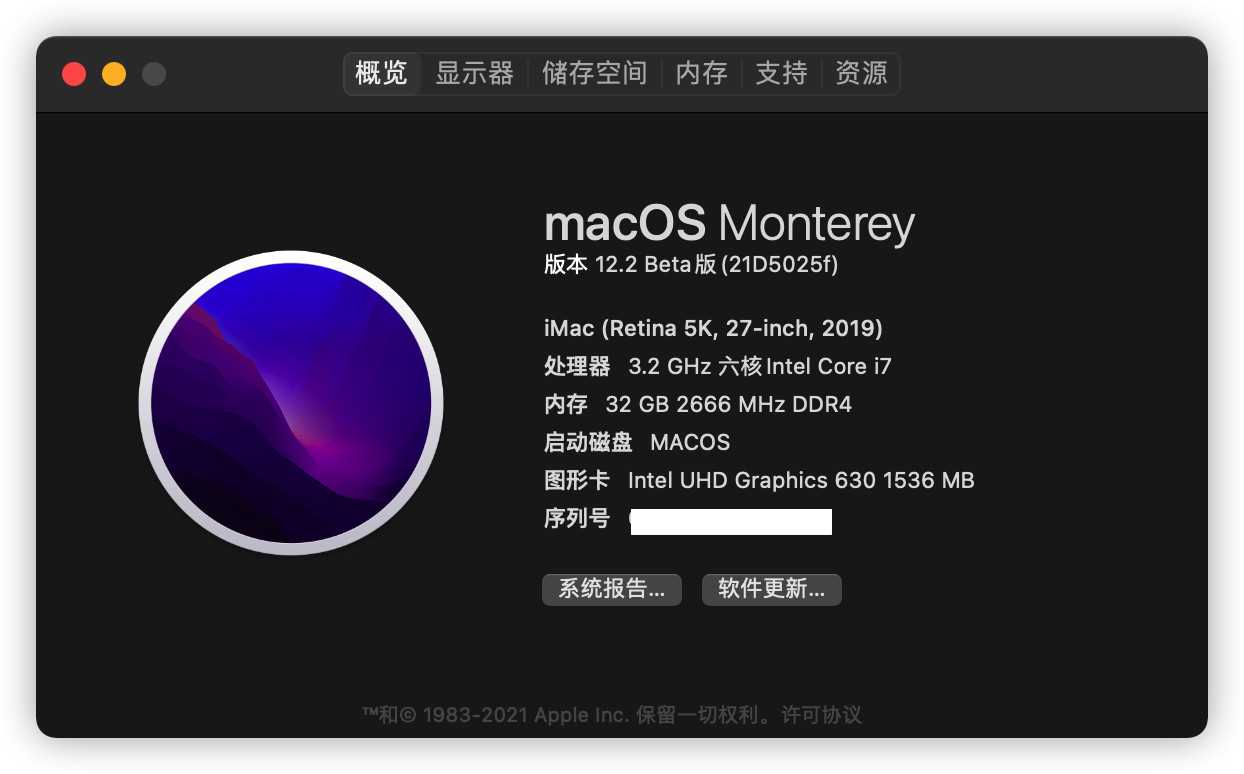 概览 显示器 储存空间 内存 支持 资源
macOS Monterey
版本 12.2 Beta版 (21D5025f)
iMac (Retina 5K, 27-inch, 2019)
处理器 3.2 GHz 六核Intel Core i7
内存 32 GB 2666 MHz DDR4
启动磁盘 MACOS
图形卡 Intel UHD Graphics 630 1536 MB
序列号
系统报告... 软件更新...
™和© 1983-2021 Apple Inc. 保留一切权利。许可协议